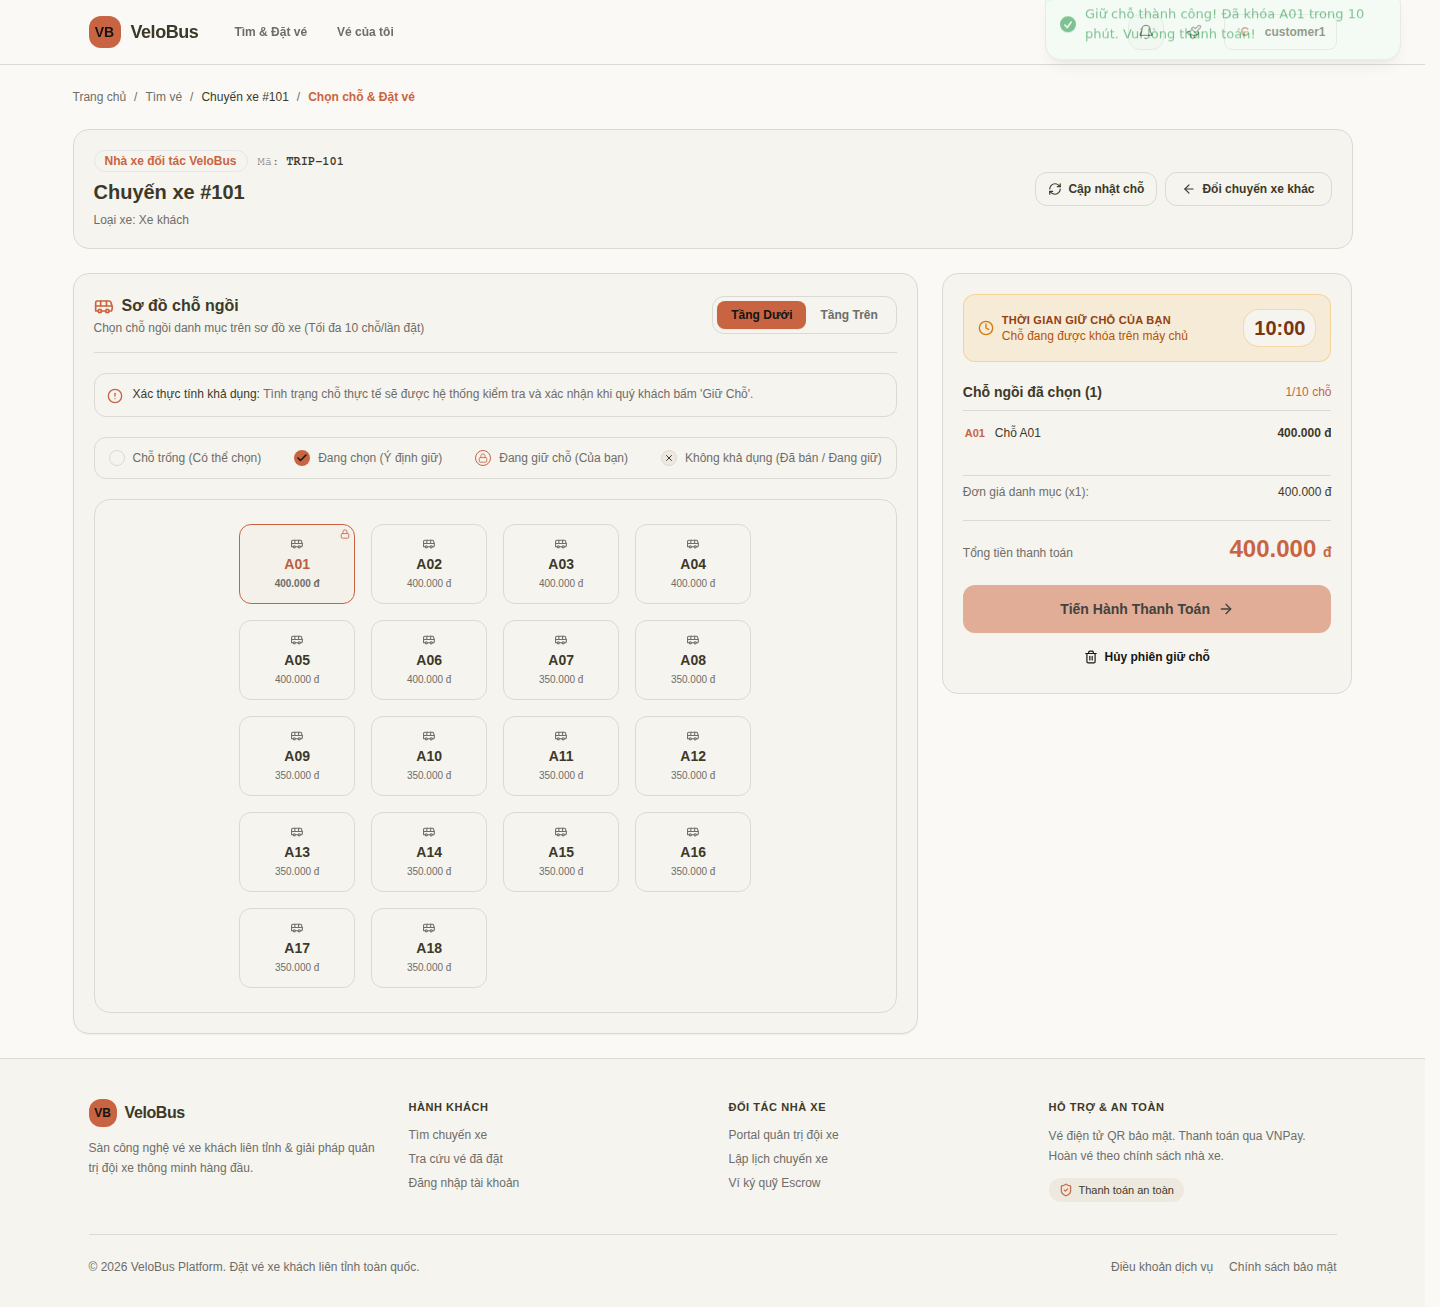 VB VeloBus Tìm & Đặt vé Vé của tôi customer1
Giữ chỗ thành công! Đã khóa A01 trong 10
phút. Vui lòng thanh toán!
Trang chủ / Tìm vé / Chuyến xe #101 / Chọn chỗ & Đặt vé
Nhà xe đối tác VeloBus Mã: TRIP-101
Chuyến xe #101
Loại xe: Xe khách
Cập nhật chỗ
Đổi chuyến xe khác
Sơ đồ chỗ ngồi
Chọn chỗ ngồi danh mục trên sơ đồ xe (Tối đa 10 chỗ/lần đặt)
Tầng Dưới Tầng Trên
Xác thực tính khả dụng: Tình trạng chỗ thực tế sẽ được hệ thống kiểm tra và xác nhận khi quý khách bấm 'Giữ Chỗ'.
Chỗ trống (Có thể chọn) Đang chọn (Ý định giữ) Đang giữ chỗ (Của bạn) Không khả dụng (Đã bán / Đang giữ)
A01 A02 A03 A04
400.000 đ 400.000 đ 400.000 đ 400.000 đ
A05 A06 A07 A08
400.000 đ 400.000 đ 350.000 đ 350.000 đ
A09 A10 A11 A12
350.000 đ 350.000 đ 350.000 đ 350.000 đ
A13 A14 A15 A16
350.000 đ 350.000 đ 350.000 đ 350.000 đ
A17 A18
350.000 đ 350.000 đ
THỜI GIAN GIỮ CHỖ CỦA BẠN
Chỗ đang được khóa trên máy chủ
10:00
Chỗ ngồi đã chọn (1) 1/10 chỗ
A01 Chỗ A01 400.000 đ
Đơn giá danh mục (x1): 400.000 đ
Tổng tiền thanh toán 400.000 đ
Tiến Hành Thanh Toán
Hủy phiên giữ chỗ
VB VeloBus
Sàn công nghệ vé xe khách liên tỉnh & giải pháp quản
trị đội xe thông minh hàng đầu.
HÀNH KHÁCH
Tìm chuyến xe
Tra cứu vé đã đặt
Đăng nhập tài khoản
ĐỐI TÁC NHÀ XE
Portal quản trị đội xe
Lập lịch chuyến xe
Ví ký quỹ Escrow
HỖ TRỢ & AN TOÀN
Vé điện tử QR bảo mật. Thanh toán qua VNPay.
Hoàn vé theo chính sách nhà xe.
Thanh toán an toàn
© 2026 VeloBus Platform. Đặt vé xe khách liên tỉnh toàn quốc.
Điều khoản dịch vụ Chính sách bảo mật